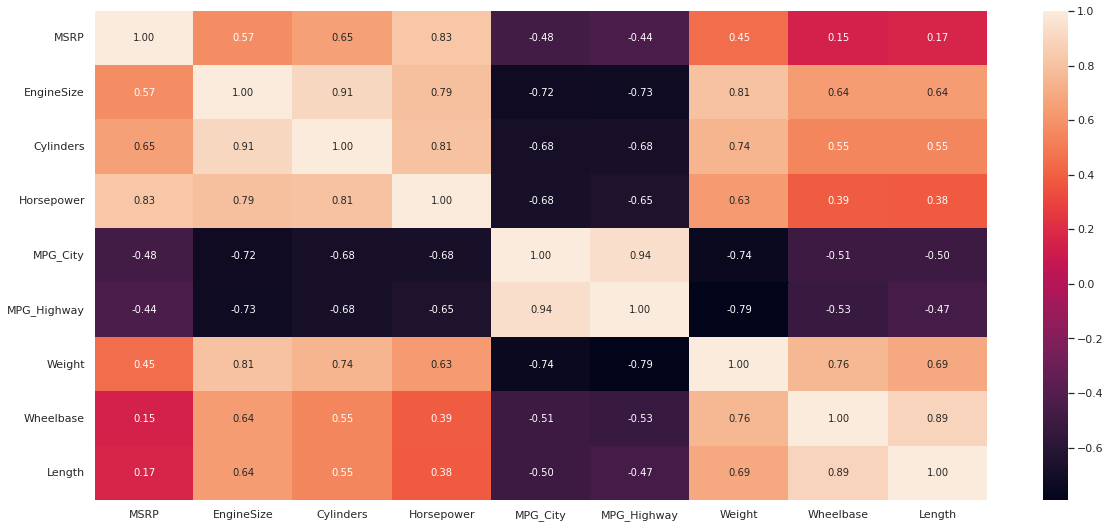 MSRP 1.00 0.57 0.65 0.83 -0.48 -0.44 0.45 0.15 0.17
EngineSize 0.57 1.00 0.91 0.79 -0.72 -0.73 0.81 0.64 0.64
Cylinders 0.65 0.91 1.00 0.81 -0.68 -0.68 0.74 0.55 0.55
Horsepower 0.83 0.79 0.81 1.00 -0.68 -0.65 0.63 0.39 0.38
MPG_City -0.48 -0.72 -0.68 -0.68 1.00 0.94 -0.74 -0.51 -0.50
MPG_Highway -0.44 -0.73 -0.68 -0.65 0.94 1.00 -0.79 -0.53 -0.47
Weight 0.45 0.81 0.74 0.63 -0.74 -0.79 1.00 0.76 0.69
Wheelbase 0.15 0.64 0.55 0.39 -0.51 -0.53 0.76 1.00 0.89
Length 0.17 0.64 0.55 0.38 -0.50 -0.47 0.69 0.89 1.00
MSRP EngineSize Cylinders Horsepower MPG_City MPG_Highway Weight Wheelbase Length
1.0
0.8
0.6
0.4
0.2
0.0
−0.2
−0.4
−0.6